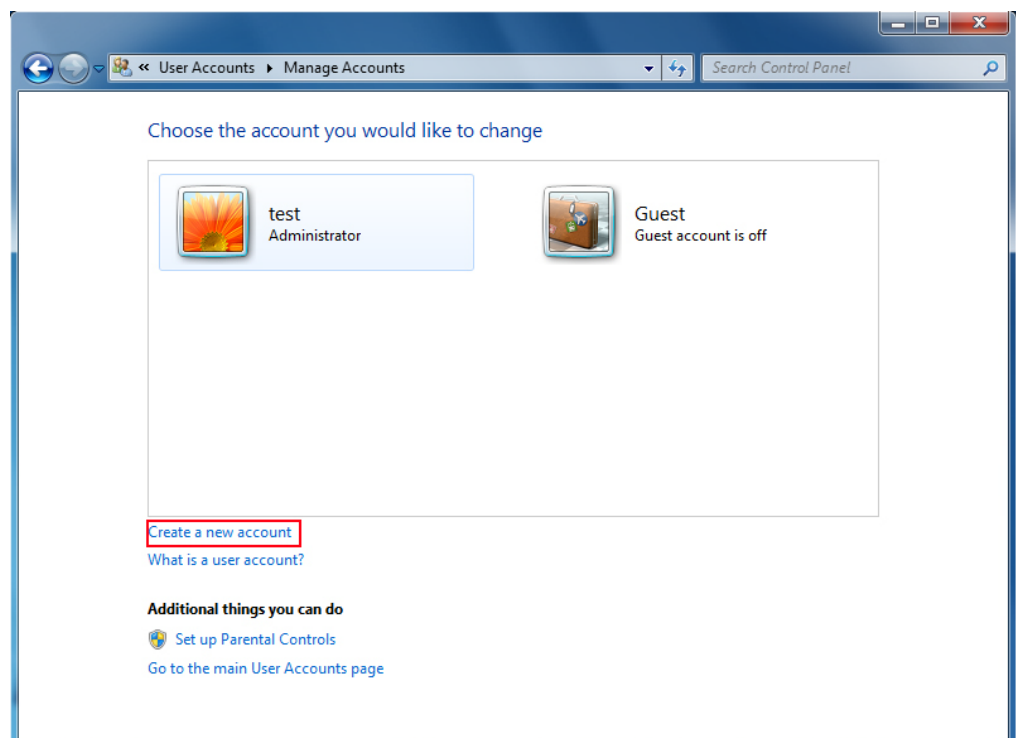 « User Accounts ▸ Manage Accounts
Search Control Panel
Choose the account you would like to change
test
Administrator
Guest
Guest account is off
Create a new account
What is a user account?
Additional things you can do
Set up Parental Controls
Go to the main User Accounts page